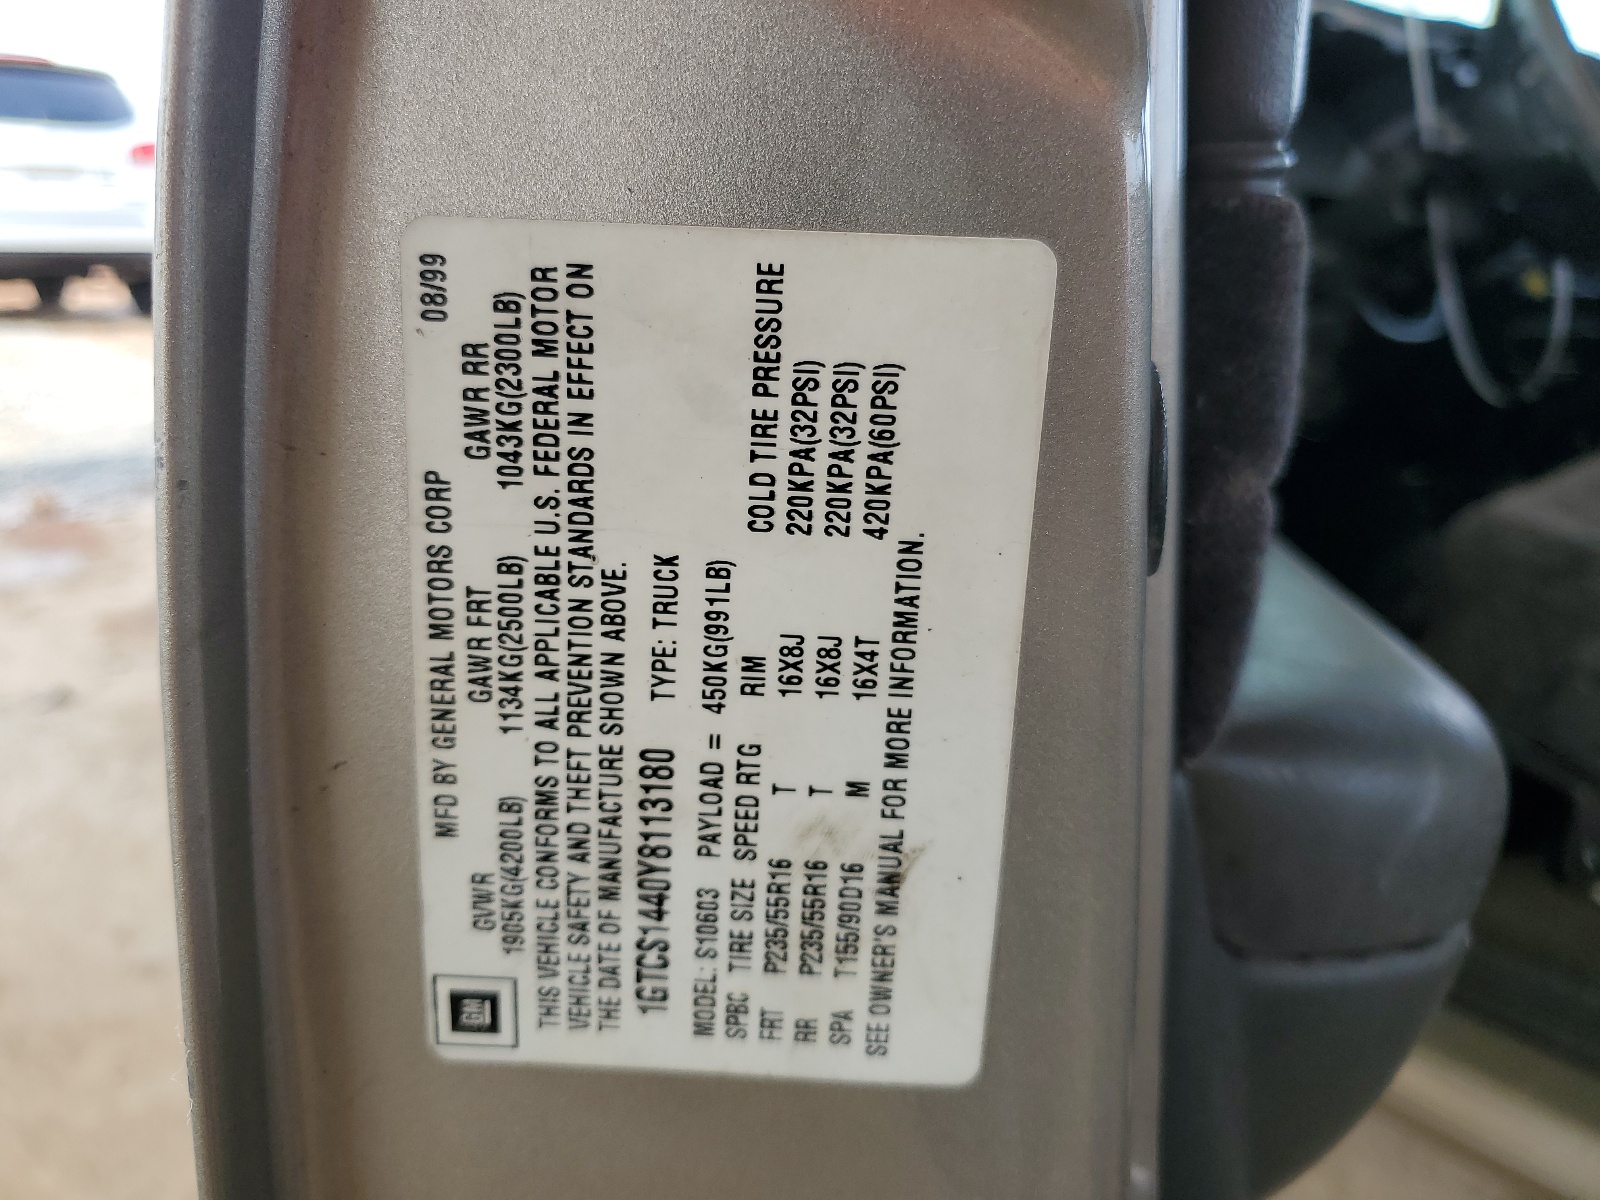 GM
MFD BY GENERAL MOTORS CORP 08/99
GVWR GAWR FRT GAWR RR
1905KG(4200LB) 1134KG(2500LB) 1043KG(2300LB)
THIS VEHICLE CONFORMS TO ALL APPLICABLE U.S. FEDERAL MOTOR
VEHICLE SAFETY AND THEFT PREVENTION STANDARDS IN EFFECT ON
THE DATE OF MANUFACTURE SHOWN ABOVE.
1GTCS1440Y8113180 TYPE: TRUCK
MODEL: S10603 PAYLOAD = 450KG(991LB)
SPBC TIRE SIZE SPEED RTG RIM COLD TIRE PRESSURE
FRT P235/55R16 T 16X8J 220KPA(32PSI)
RR P235/55R16 T 16X8J 220KPA(32PSI)
SPA T155/90D16 M 16X4T 420KPA(60PSI)
SEE OWNER'S MANUAL FOR MORE INFORMATION.